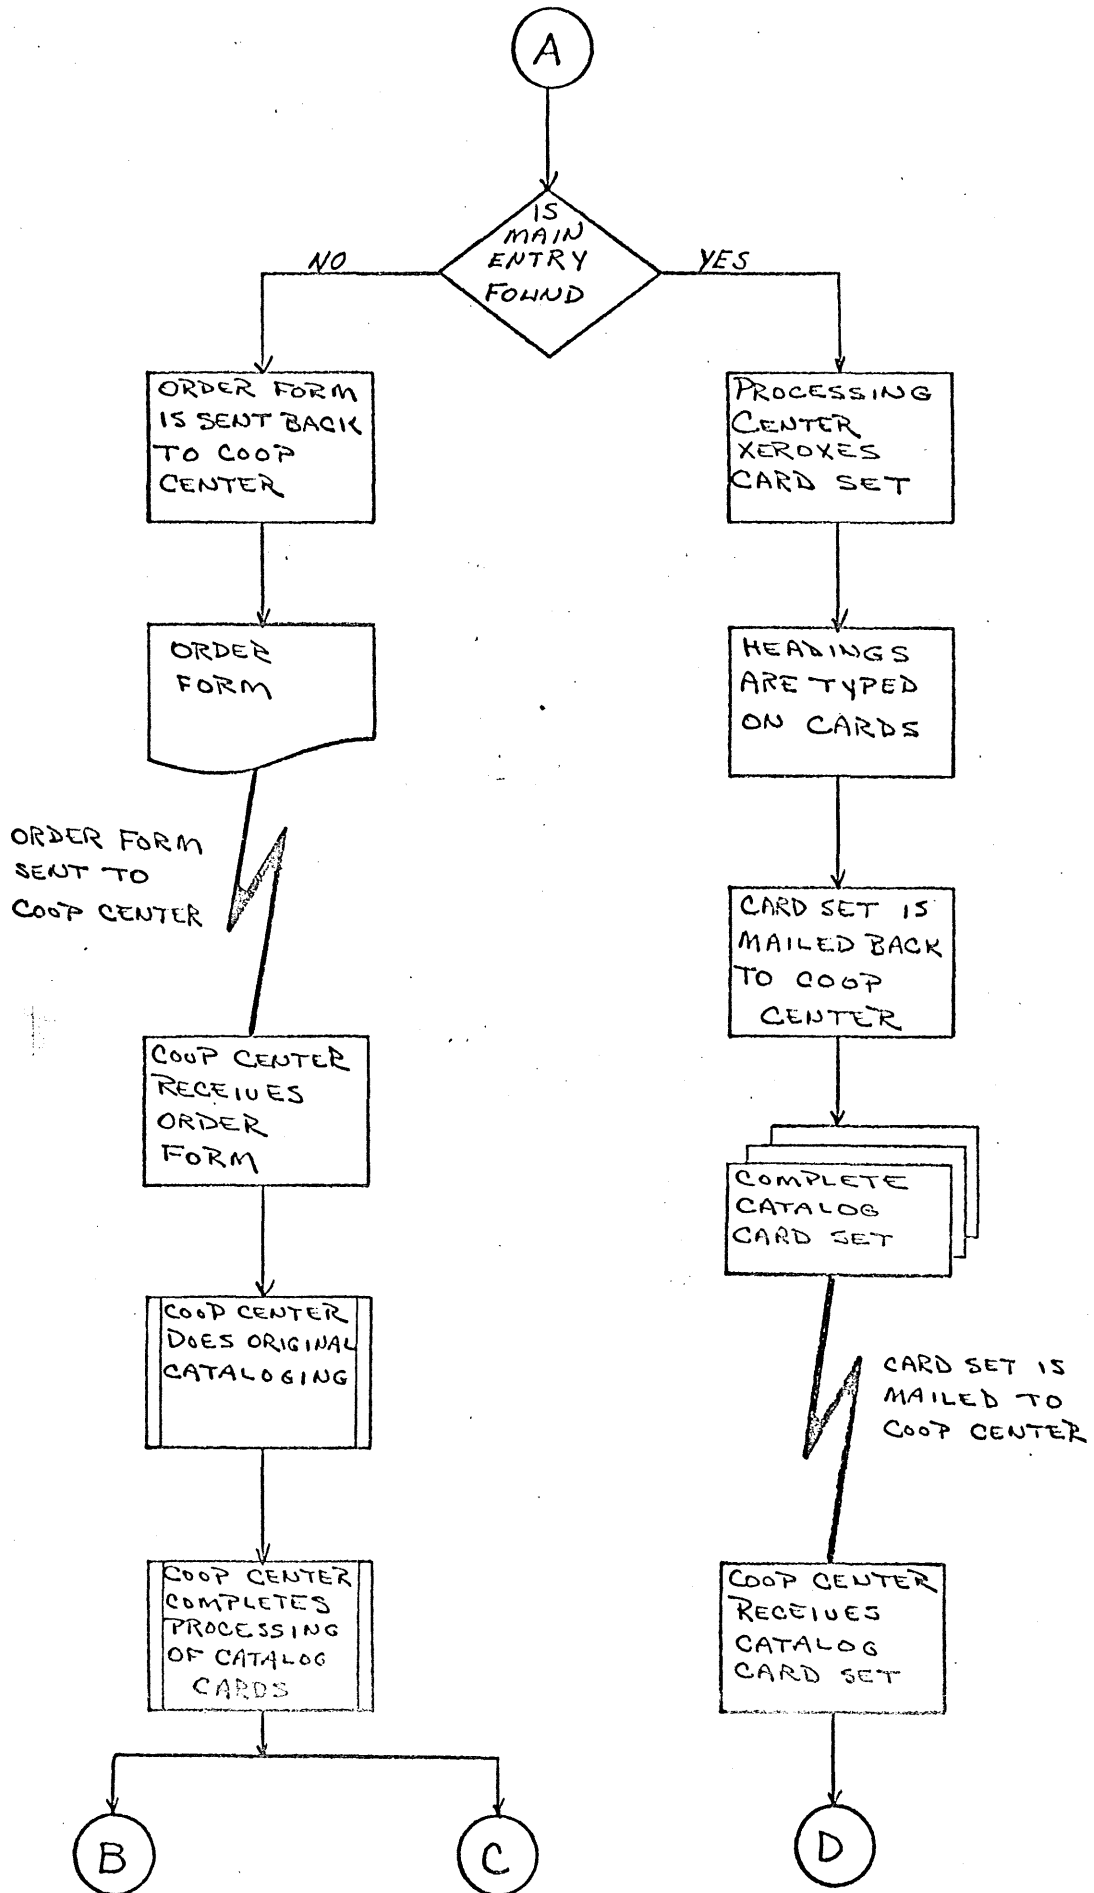 A
IS
MAIN
ENTRY
FOUND
NO
YES
ORDER FORM
IS SENT BACK
TO COOP
CENTER
PROCESSING
CENTER
XEROXES
CARD SET
ORDER
FORM
HEADINGS
ARE TYPED
ON CARDS
ORDER FORM
SENT TO
COOP CENTER
CARD SET IS
MAILED BACK
TO COOP
CENTER
COOP CENTER
RECEIVES
ORDER
FORM
COMPLETE
CATALOG
CARD SET
COOP CENTER
DOES ORIGINAL
CATALOGING
CARD SET IS
MAILED TO
COOP CENTER
COOP CENTER
COMPLETES
PROCESSING
OF CATALOG
CARDS
COOP CENTER
RECEIVES
CATALOG
CARD SET
B
C
D